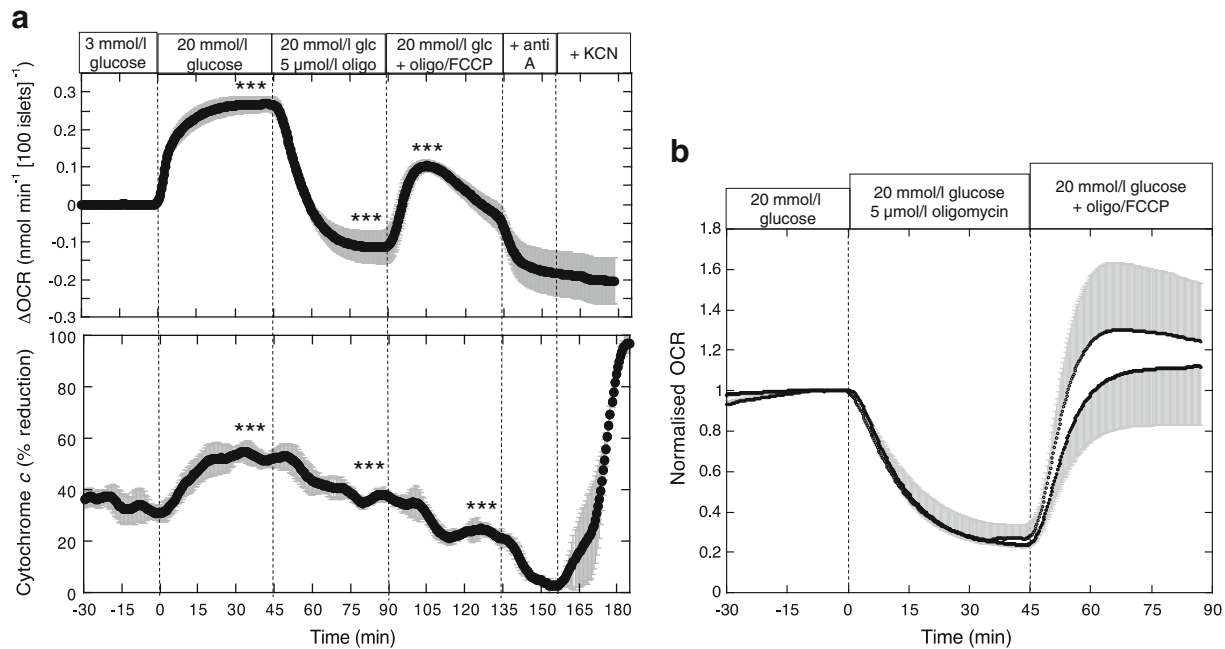 a
3 mmol/l glucose
20 mmol/l glucose
20 mmol/l glc 5 µmol/l oligo
20 mmol/l glc + oligo/FCCP
+ anti A
+ KCN
ΔOCR (nmol min⁻¹ [100 islets]⁻¹)
0.3
0.2
0.1
0
-0.1
-0.2
-0.3
***
***
***
Cytochrome c (% reduction)
100
80
60
40
20
0
***
***
***
-30 -15 0 15 30 45 60 75 90 105 120 135 150 165 180
Time (min)
b
20 mmol/l glucose
20 mmol/l glucose 5 µmol/l oligomycin
20 mmol/l glucose + oligo/FCCP
Normalised OCR
1.8
1.6
1.4
1.2
1
0.8
0.6
0.4
0.2
0
-30 -15 0 15 30 45 60 75 90
Time (min)